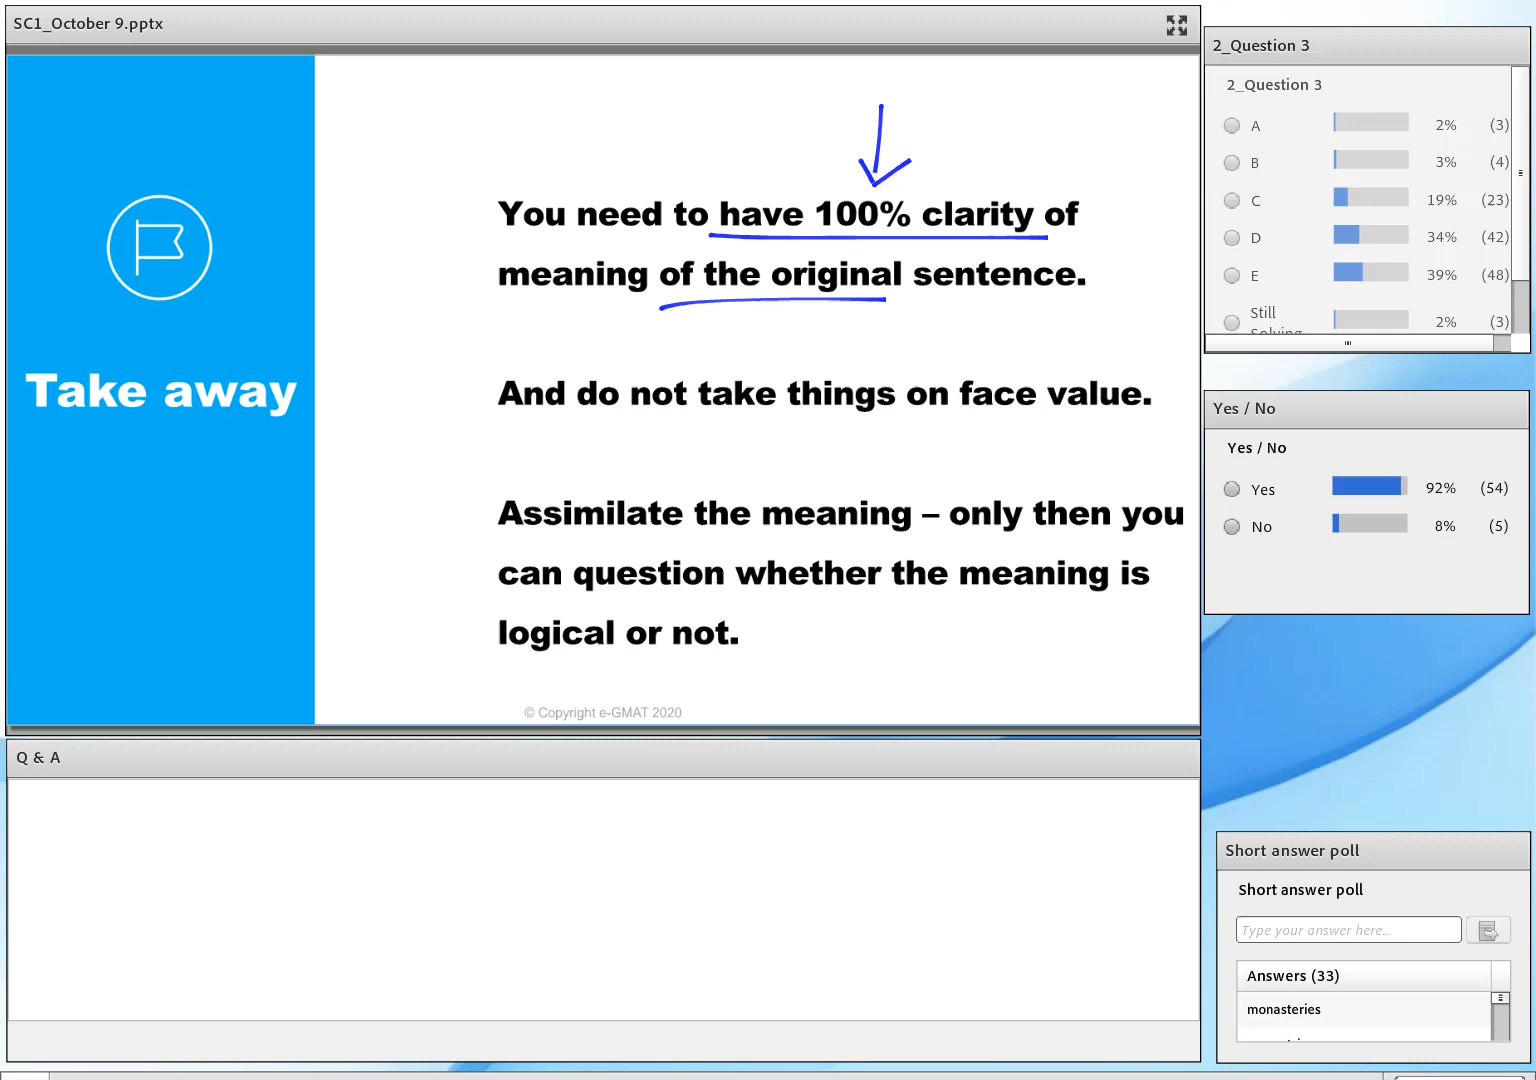 SC1_October 9.pptx
Take away
You need to have 100% clarity of
meaning of the original sentence.
And do not take things on face value.
Assimilate the meaning – only then you
can question whether the meaning is
logical or not.
© Copyright e-GMAT 2020
Q & A
2_Question 3
2_Question 3
A 2% (3)
B 3% (4)
C 19% (23)
D 34% (42)
E 39% (48)
Still
Solving 2% (3)
Yes / No
Yes / No
Yes 92% (54)
No 8% (5)
Short answer poll
Short answer poll
Type your answer here...
Answers (33)
monasteries